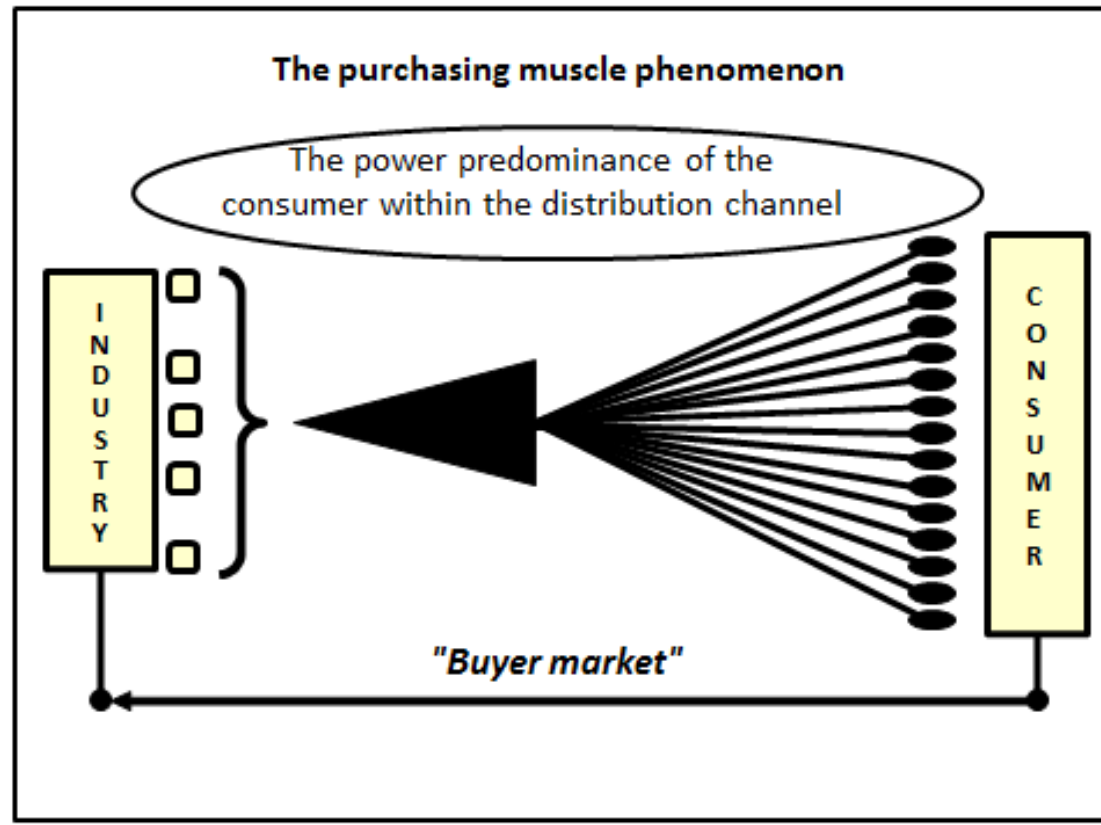 The purchasing muscle phenomenon
The power predominance of the
consumer within the distribution channel
INDUSTRY
CONSUMER
"Buyer market"